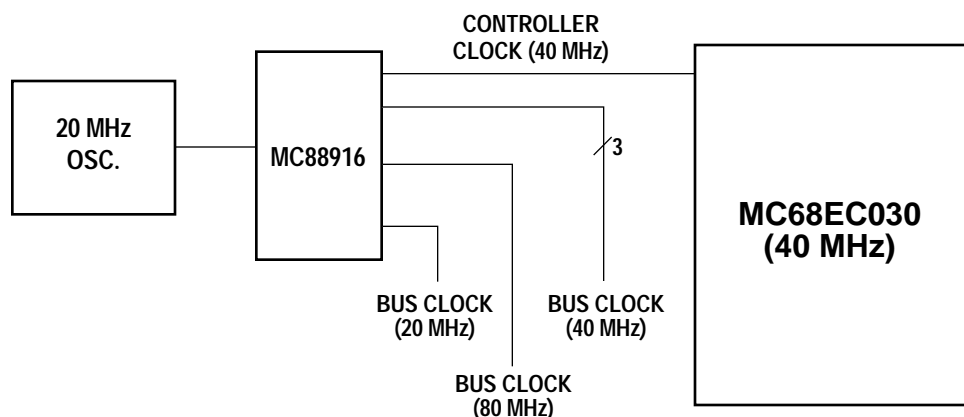 CONTROLLER
CLOCK (40 MHz)
20 MHz
OSC.
MC88916
3
MC68EC030
(40 MHz)
BUS CLOCK
(20 MHz)
BUS CLOCK
(40 MHz)
BUS CLOCK
(80 MHz)